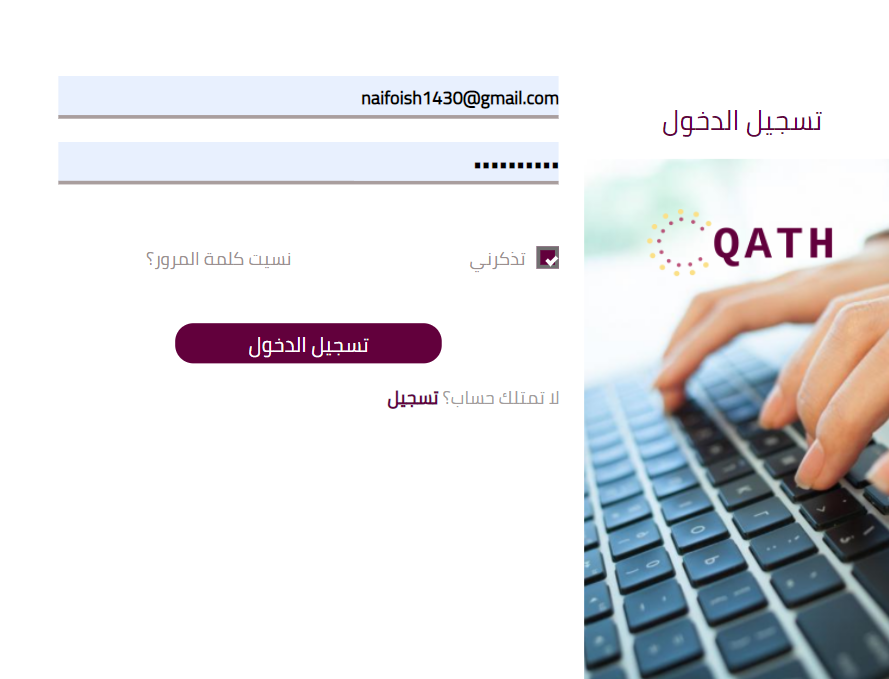 تسجيل الدخول
QATH
naifoish1430@gmail.com
••••••••••
تذكرني
نسيت كلمة المرور؟
تسجيل الدخول
لا تمتلك حساب؟ تسجيل